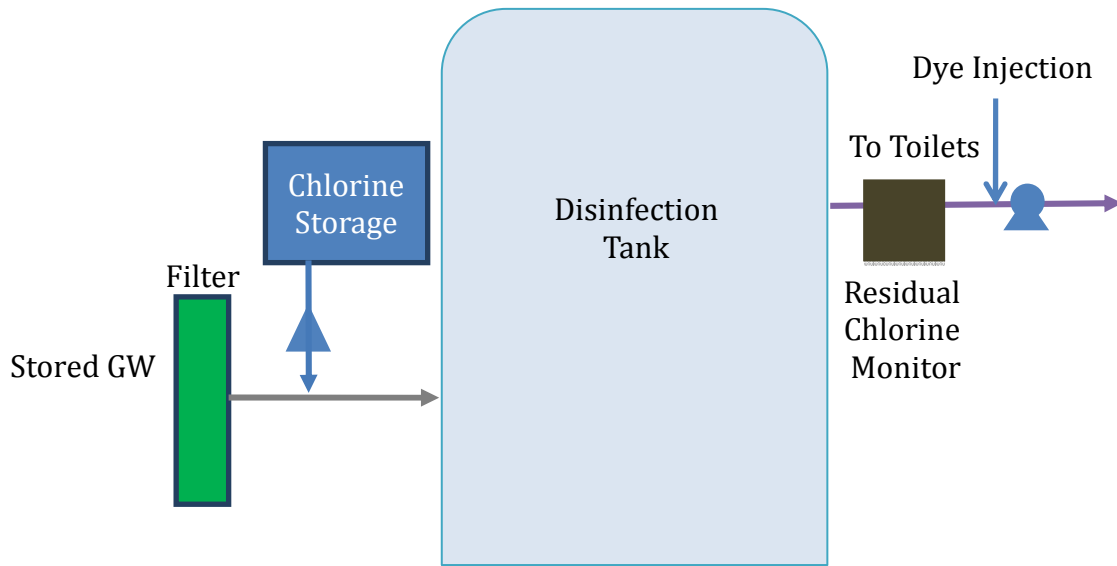 Dye Injection
To Toilets
Chlorine
Storage
Disinfection
Tank
Filter
Residual
Chlorine
Monitor
Stored GW